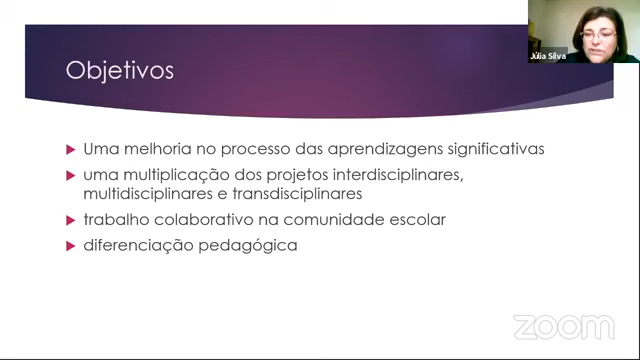 Júlia Silva
Objetivos
Uma melhoria no processo das aprendizagens significativas
uma multiplicação dos projetos interdisciplinares,
multidisciplinares e transdisciplinares
trabalho colaborativo na comunidade escolar
diferenciação pedagógica
zoom